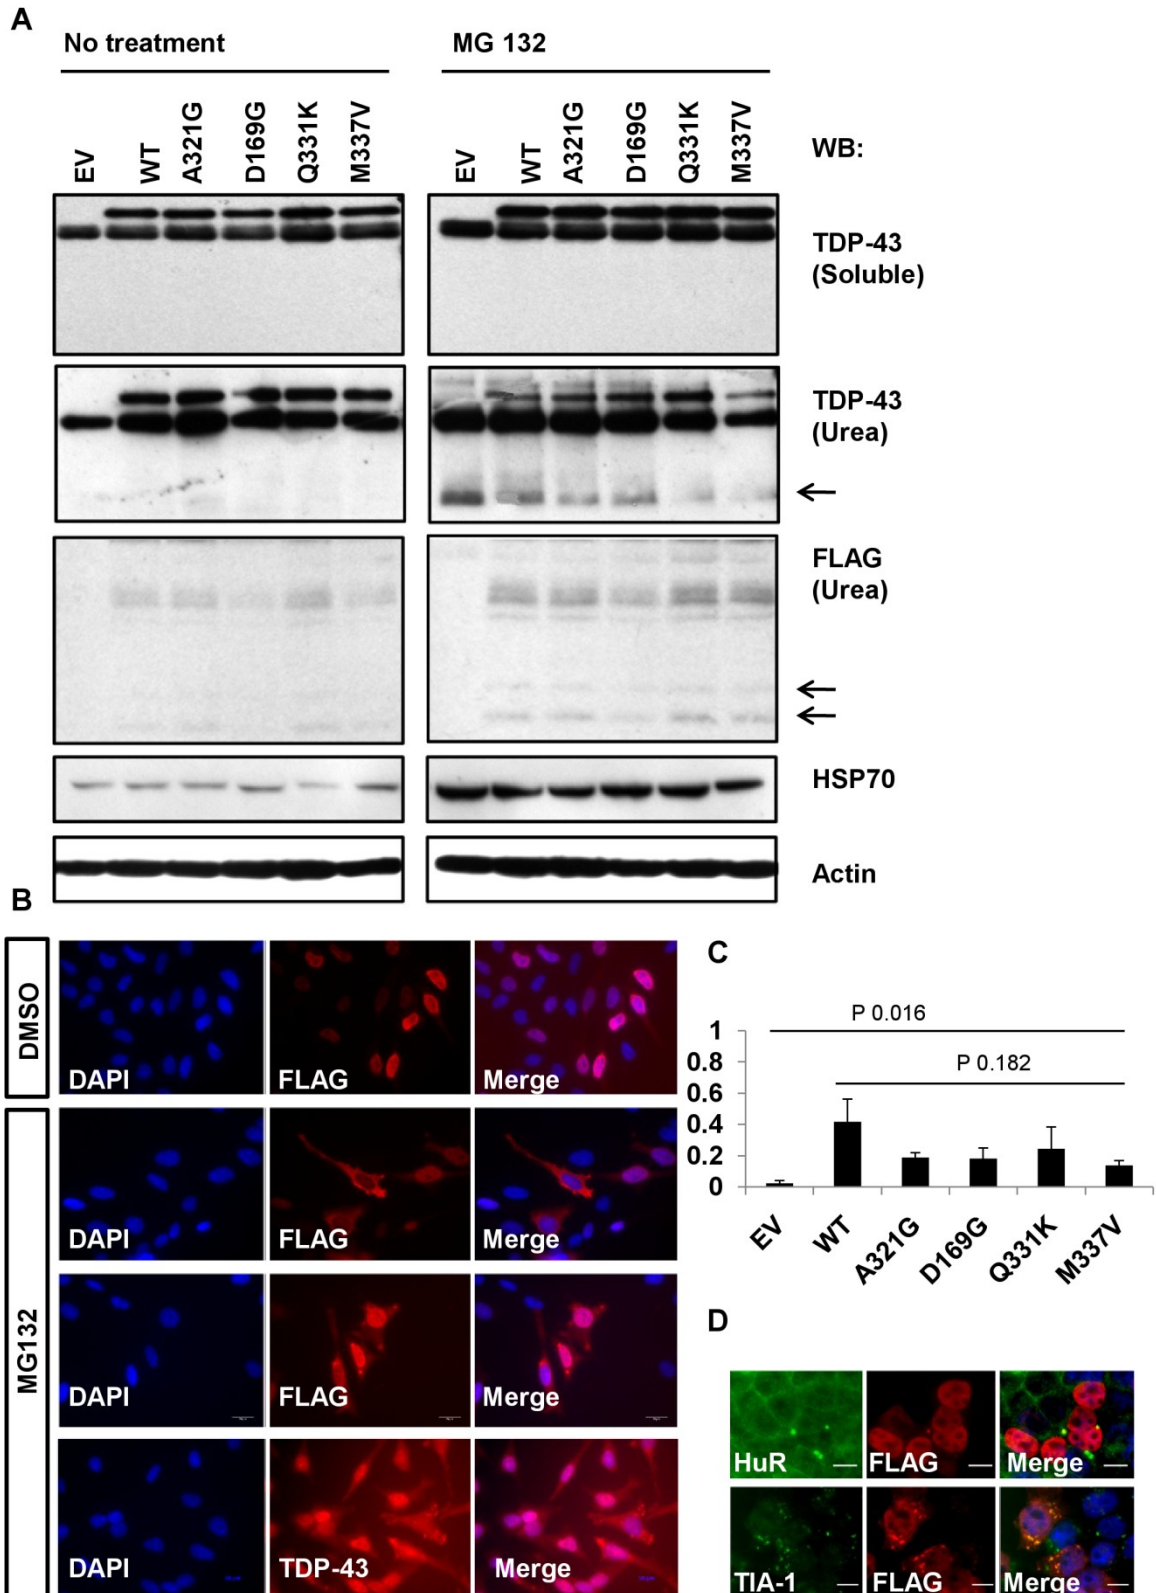 A
No treatment
MG 132
EV WT A321G D169G Q331K M337V
EV WT A321G D169G Q331K M337V
WB:
TDP-43
(Soluble)
TDP-43
(Urea)
FLAG
(Urea)
HSP70
Actin
B
DMSO
DAPI FLAG Merge
MG132
DAPI FLAG Merge
DAPI FLAG Merge
DAPI TDP-43 Merge
C
P 0.016
P 0.182
1
0.8
0.6
0.4
0.2
0
EV WT A321G D169G Q331K M337V
D
HuR FLAG Merge
TIA-1 FLAG Merge